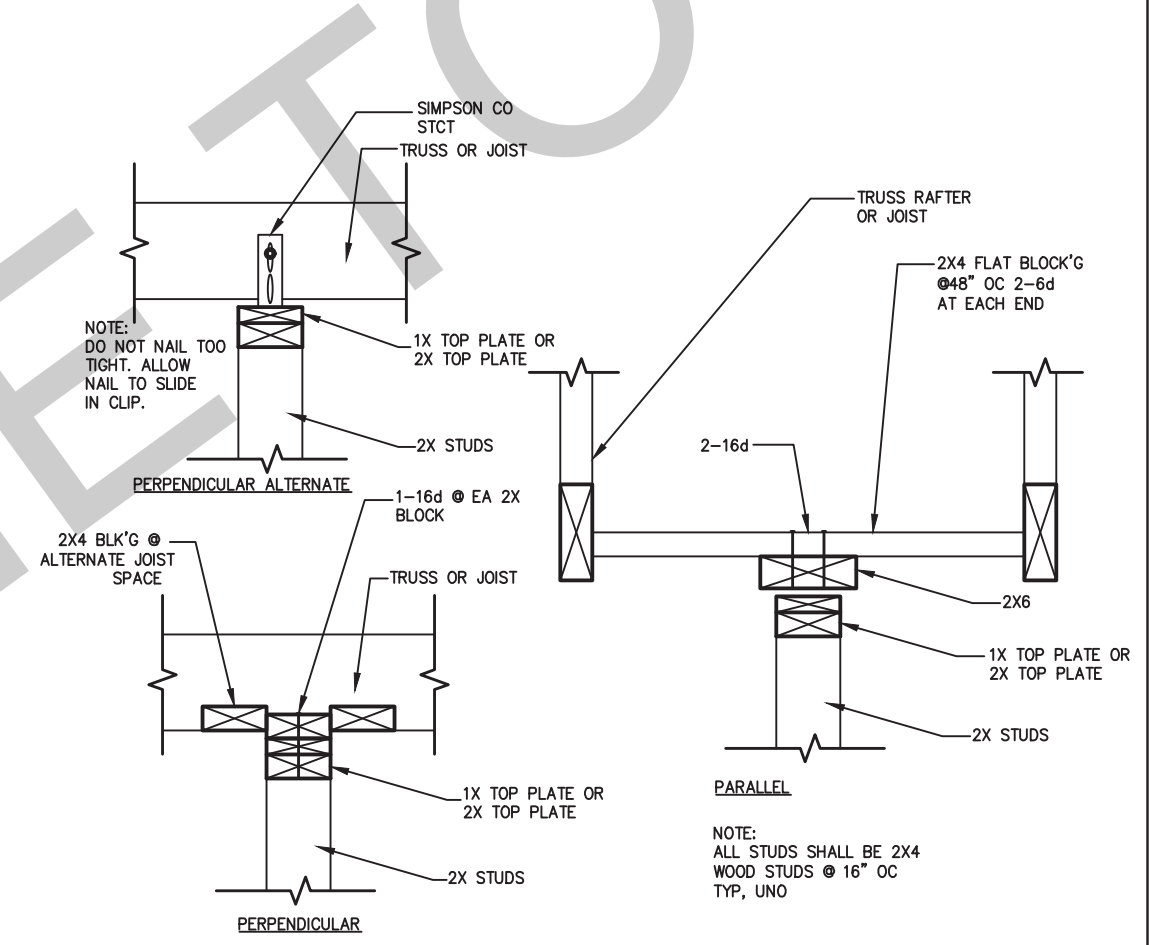 SIMPSON CO
STCT
TRUSS OR JOIST
NOTE:
DO NOT NAIL TOO
TIGHT. ALLOW
NAIL TO SLIDE
IN CLIP.
1X TOP PLATE OR
2X TOP PLATE
2X STUDS
PERPENDICULAR ALTERNATE
1-16d @ EA 2X
BLOCK
2X4 BLK'G @
ALTERNATE JOIST
SPACE
TRUSS OR JOIST
1X TOP PLATE OR
2X TOP PLATE
2X STUDS
PERPENDICULAR
TRUSS RAFTER
OR JOIST
2X4 FLAT BLOCK'G
@48" OC 2-6d
AT EACH END
2-16d
2X6
1X TOP PLATE OR
2X TOP PLATE
2X STUDS
PARALLEL
NOTE:
ALL STUDS SHALL BE 2X4
WOOD STUDS @ 16" OC
TYP, UNO